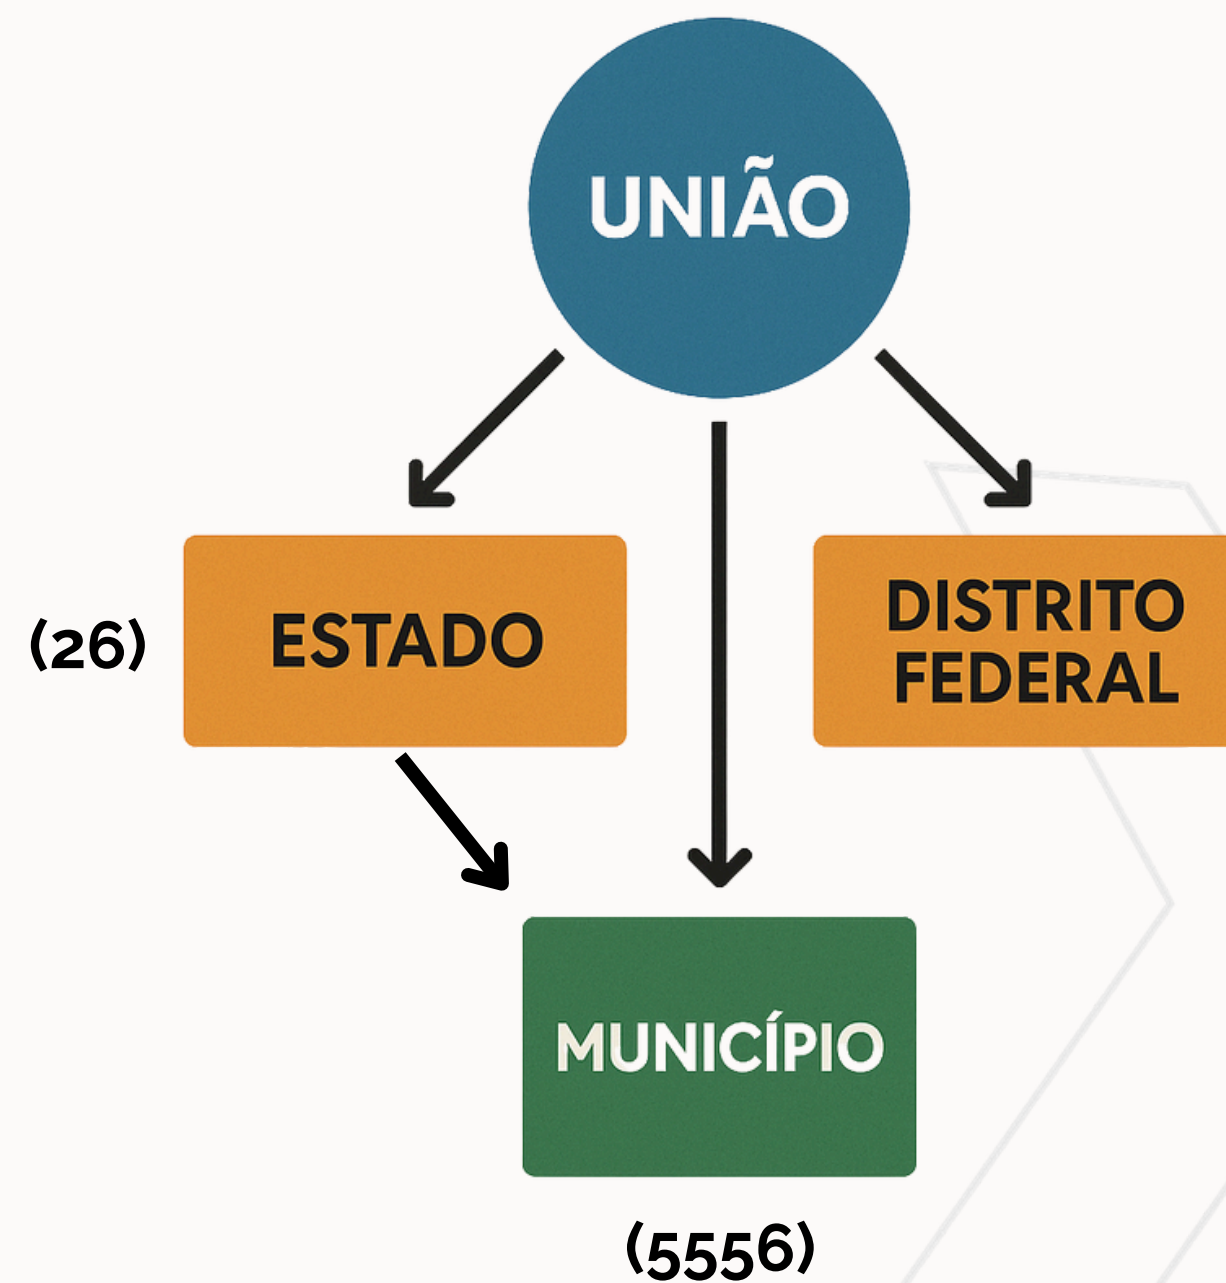 UNIÃO
(26)
ESTADO
DISTRITO
FEDERAL
MUNICÍPIO
(5556)